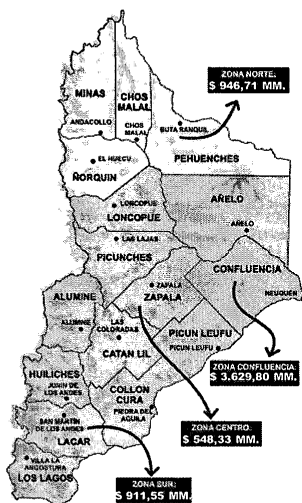 ZONA NORTE:
$ 946,71 MM.
MINAS
CHOS
MALAL
ANDACOLLO
CHOS
MALAL
BUTA RANQUIL
PEHUENCHES
EL HUECU
ÑORQUIN
AÑELO
LONCOPUE
LONCOPUE
AÑELO
LAS LAJAS
PICUNCHES
CONFLUENCIA
NEUQUEN
ALUMINE
ZAPALA
ZAPALA
ALUMINE
LAS
COLORADAS
PICUN LEUFU
PICUN LEUFU
CATAN LIL
HUILICHES
JUNIN DE
LOS ANDES
COLLON
CURA
ZONA CONFLUENCIA:
$ 3.629,80 MM.
PIEDRA DEL
AGUILA
SAN MARTIN
DE LOS ANDES
LACAR
ZONA CENTRO:
$ 548,33 MM.
VILLA LA
ANGOSTURA
LOS LAGOS
ZONA SUR:
$ 911,55 MM.